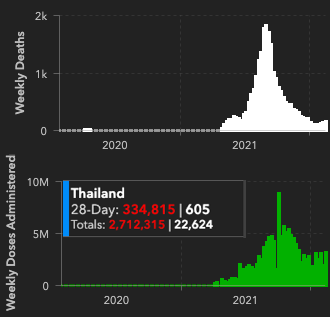 2k
Weekly Deaths
1k
0
2020
2021
Weekly Doses Administered
10M
Thailand
28-Day: 334,815 | 605
Totals: 2,712,315 | 22,624
5M
0
2020
2021